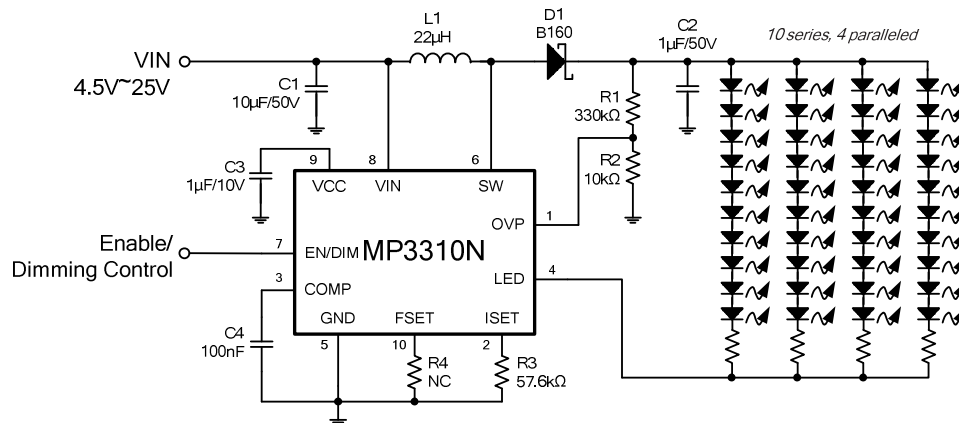 L1
22µH
D1
B160
C2
1µF/50V
10 series, 4 paralleled
VIN
4.5V~25V
C1
10µF/50V
R1
330kΩ
R2
10kΩ
C3
1µF/10V
9
8
6
VCC
VIN
SW
1
OVP
Enable/
Dimming Control
7
EN/DIM
MP3310N
4
LED
3
COMP
GND
FSET
ISET
C4
100nF
5
10
2
R4
NC
R3
57.6kΩ